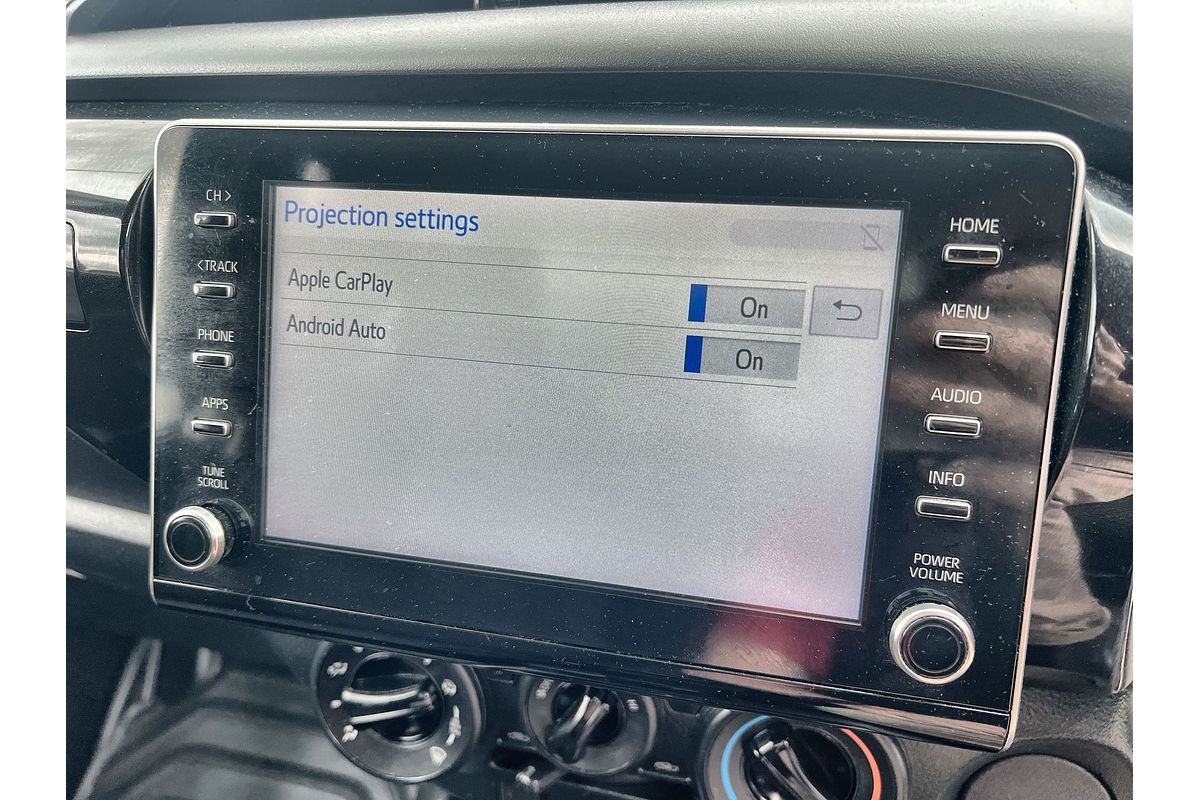 CH >
< TRACK
PHONE
APPS
TUNE
SCROLL
Projection settings
Apple CarPlay
On
Android Auto
On
HOME
MENU
AUDIO
INFO
POWER
VOLUME